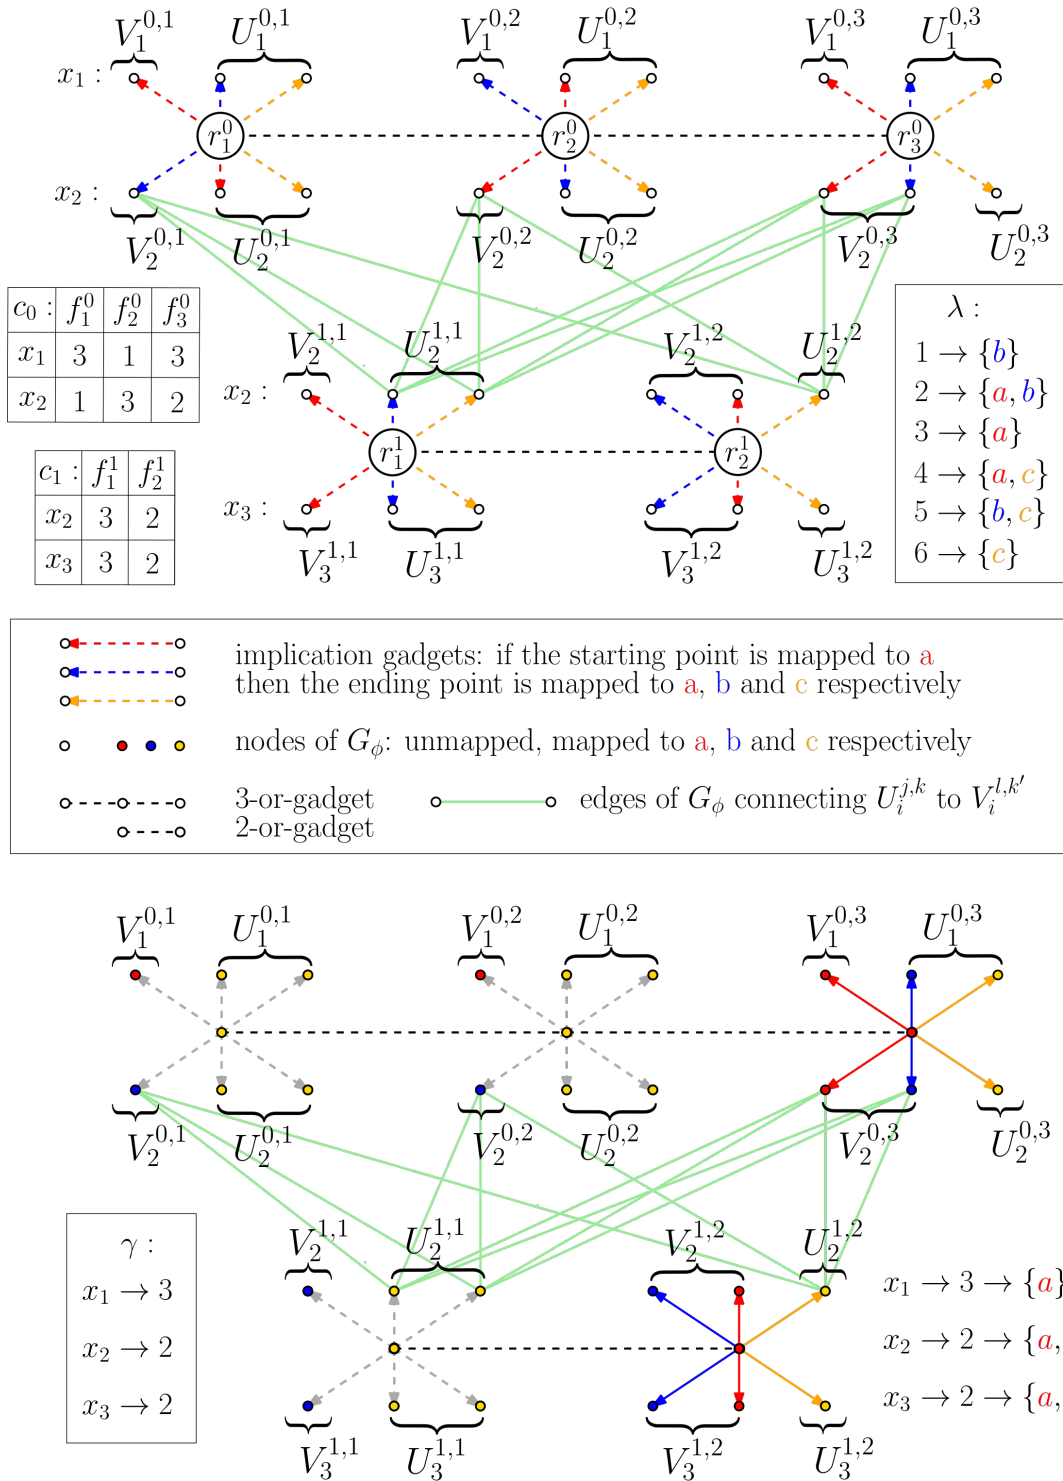 V_1^{0,1} U_1^{0,1} V_1^{0,2} U_1^{0,2} V_1^{0,3} U_1^{0,3}
x_1 :
r_1^0 r_2^0 r_3^0
x_2 :
V_2^{0,1} U_2^{0,1} V_2^{0,2} U_2^{0,2} V_2^{0,3} U_2^{0,3}
c_0 : f_1^0 f_2^0 f_3^0
x_1 3 1 3
x_2 1 3 2
c_1 : f_1^1 f_2^1
x_2 3 2
x_3 3 2
V_2^{1,1} U_2^{1,1} V_2^{1,2} U_2^{1,2}
x_2 :
r_1^1 r_2^1
x_3 :
V_3^{1,1} U_3^{1,1} V_3^{1,2} U_3^{1,2}
λ :
1 → {b}
2 → {a, b}
3 → {a}
4 → {a, c}
5 → {b, c}
6 → {c}
implication gadgets: if the starting point is mapped to a
then the ending point is mapped to a, b and c respectively
nodes of G_ϕ: unmapped, mapped to a, b and c respectively
3-or-gadget
2-or-gadget
edges of G_ϕ connecting U_i^{j,k} to V_i^{l,k'}
V_1^{0,1} U_1^{0,1} V_1^{0,2} U_1^{0,2} V_1^{0,3} U_1^{0,3}
V_2^{0,1} U_2^{0,1} V_2^{0,2} U_2^{0,2} V_2^{0,3} U_2^{0,3}
V_2^{1,1} U_2^{1,1} V_2^{1,2} U_2^{1,2}
V_3^{1,1} U_3^{1,1} V_3^{1,2} U_3^{1,2}
γ :
x_1 → 3
x_2 → 2
x_3 → 2
x_1 → 3 → {a}
x_2 → 2 → {a,
x_3 → 2 → {a,